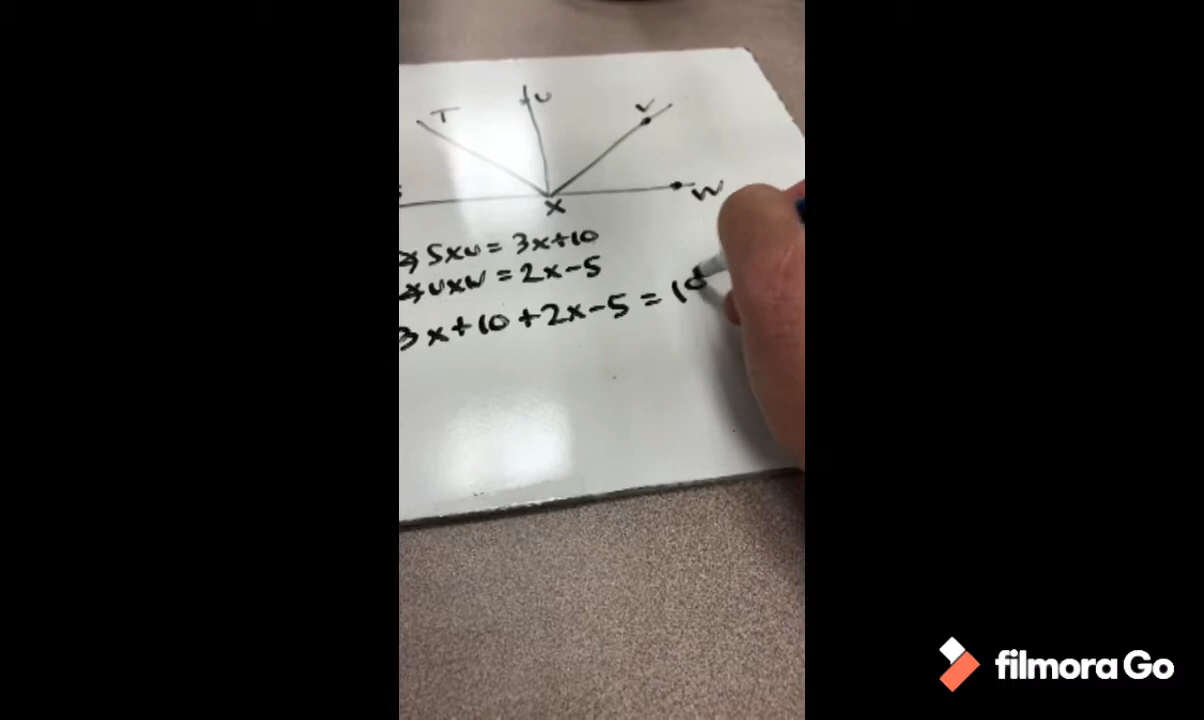 T U V
X W
∡ SXU = 3x+10
∡ UXW = 2x-5
3x+10+2x-5 = 1
filmora Go